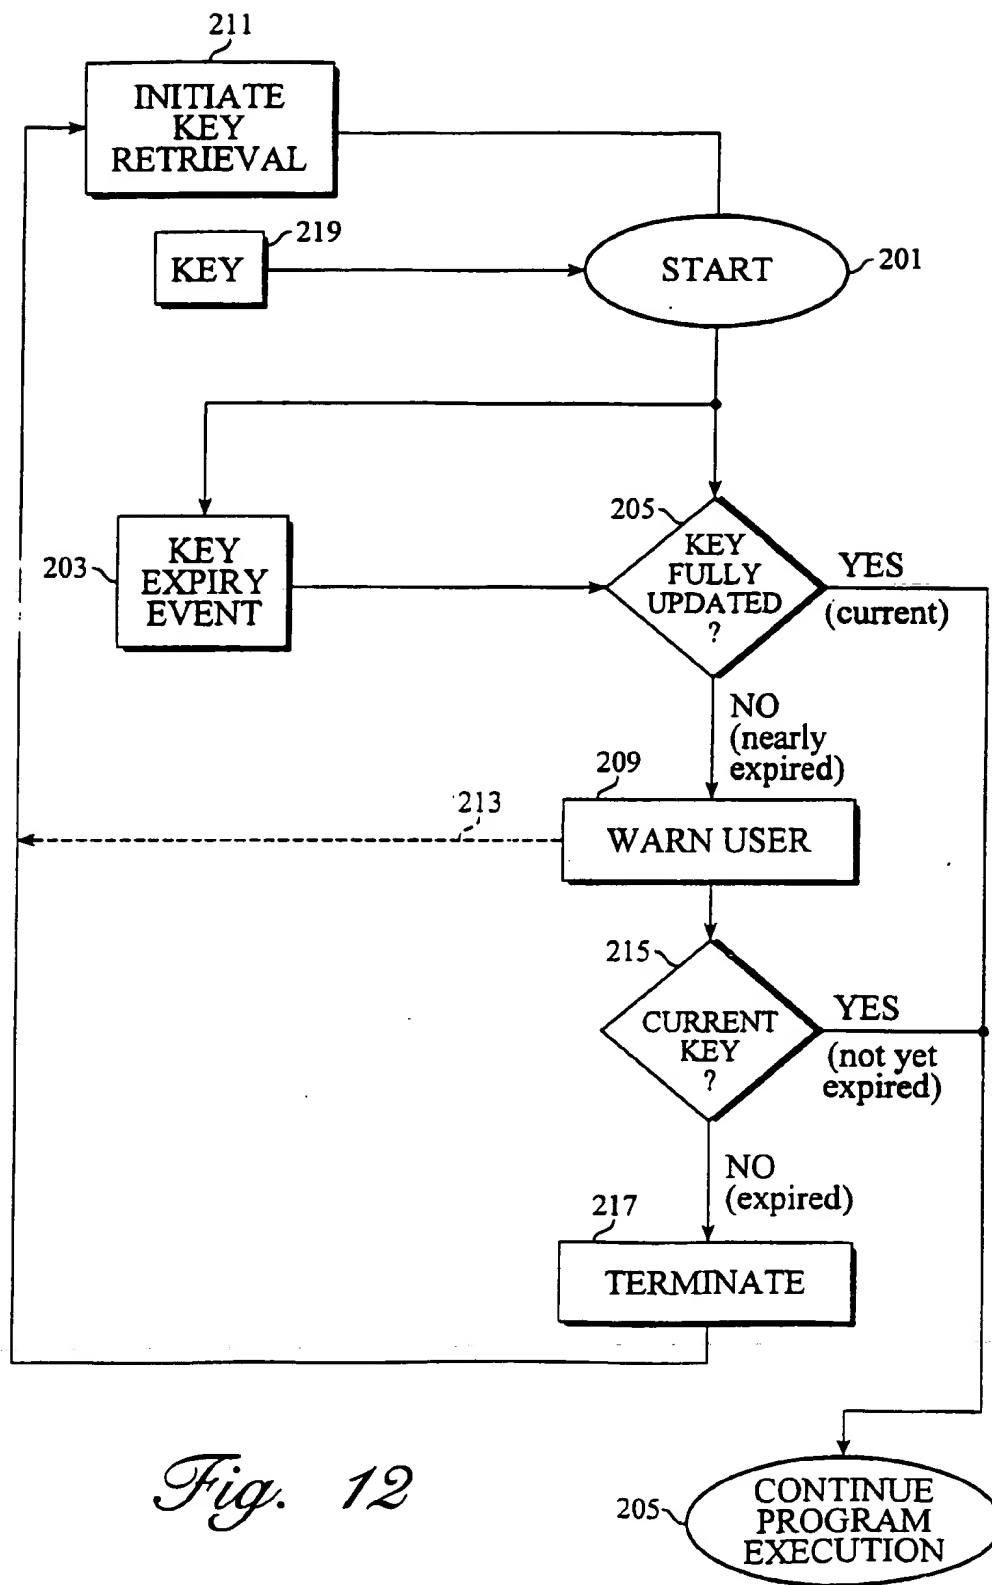 211
INITIATE
KEY
RETRIEVAL
219
KEY
START
201
203
KEY
EXPIRY
EVENT
205
KEY
FULLY
UPDATED
?
YES
(current)
NO
(nearly
expired)
209
WARN USER
213
215
CURRENT
KEY
?
YES
(not yet
expired)
NO
(expired)
217
TERMINATE
Fig. 12
205
CONTINUE
PROGRAM
EXECUTION